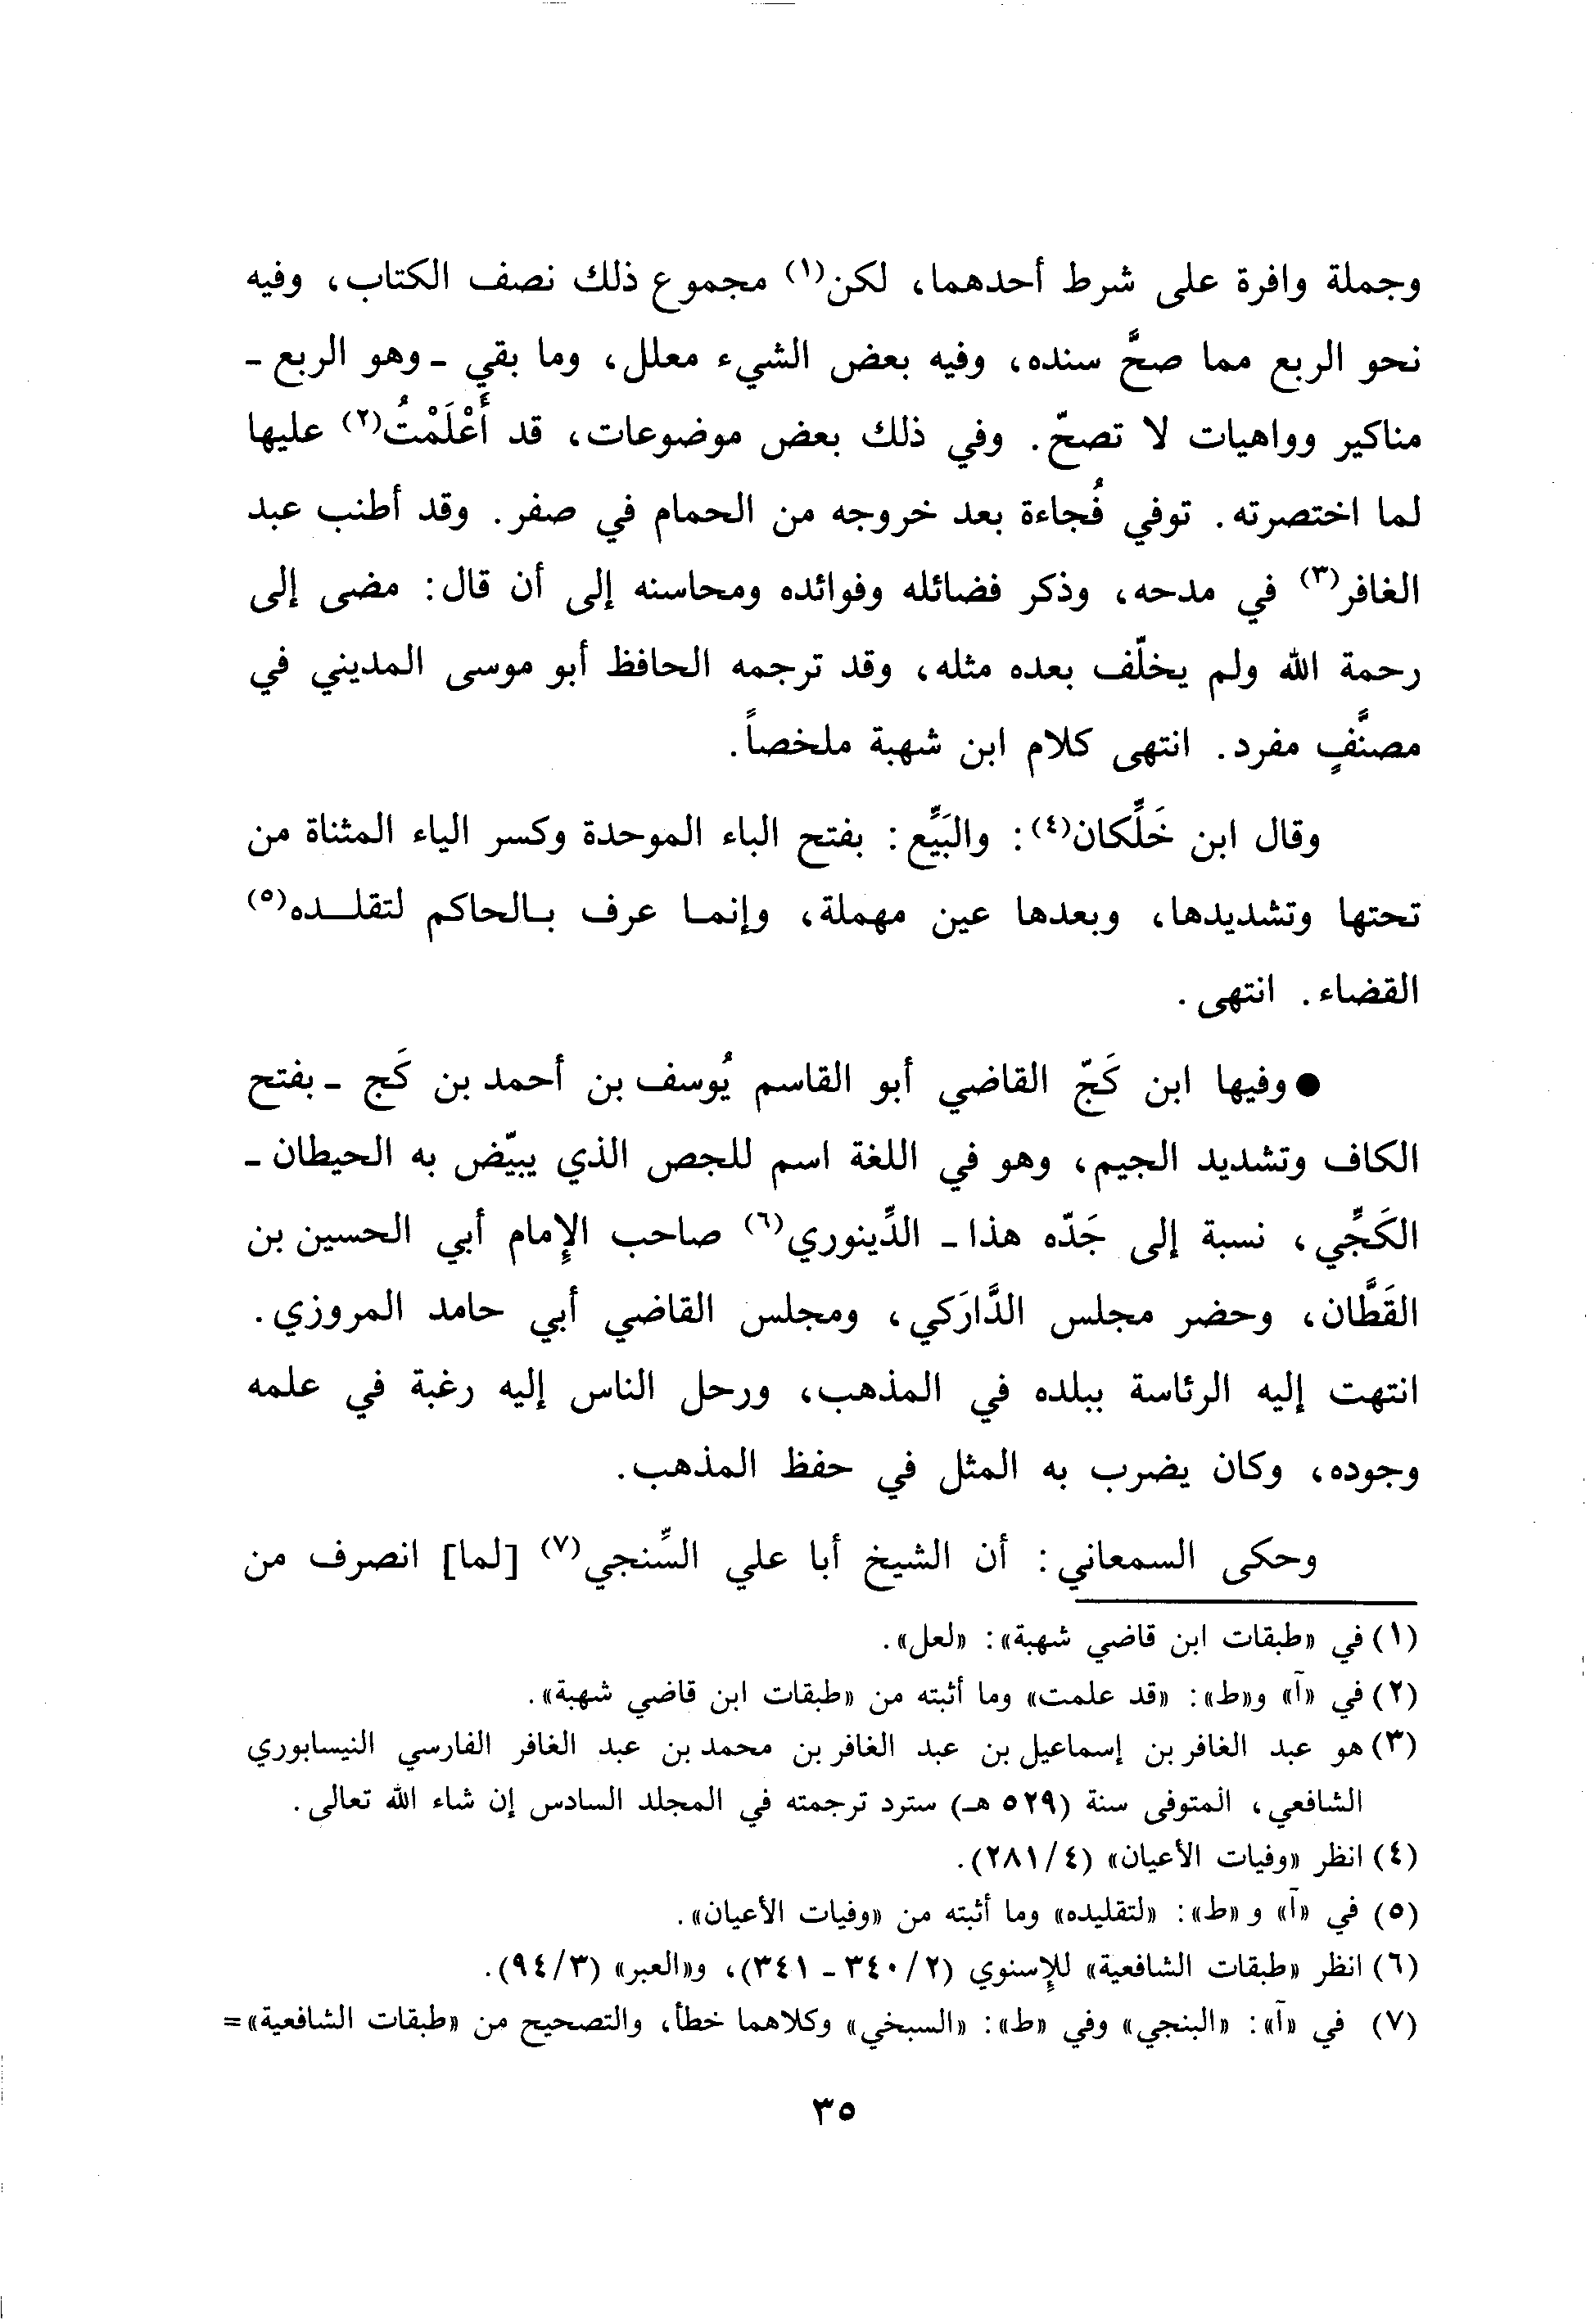 وجملة وافرة على شرط أحدهما، لكن(١) مجموع ذلك نصف الكتاب، وفيه
نحو الربع مما صحَّ سنده، وفيه بعض الشيء معلل، وما بقي ـ وهو الربع ـ
مناكير وواهيات لا تصحّ. وفي ذلك بعض موضوعات، قد أَعْلَمْتُ(٢) عليها
لما اختصرته. توفي فُجاءة بعد خروجه من الحمام في صفر. وقد أطنب عبد
الغافر(٣) في مدحه، وذكر فضائله وفوائده ومحاسنه إلى أن قال: مضى إلى
رحمة الله ولم يخلّف بعده مثله، وقد ترجمه الحافظ أبو موسى المديني في
مصنَّفٍ مفرد. انتهى كلام ابن شهبة ملخصاً.
وقال ابن خَلِّكان(٤): والبَيِّع: بفتح الباء الموحدة وكسر الياء المثناة من
تحتها وتشديدها، وبعدها عين مهملة، وإنما عرف بالحاكم لتقلده(٥)
القضاء. انتهى.
● وفيها ابن كَجّ القاضي أبو القاسم يُوسف بن أحمد بن كَج ـ بفتح
الكاف وتشديد الجيم، وهو في اللغة اسم للجص الذي يبيّض به الحيطان ـ
الكَجِّي، نسبة إلى جَدّه هذا ـ الدِّينوري(٦) صاحب الإِمام أبي الحسين بن
القَطَّان، وحضر مجلس الدَّارَكي، ومجلس القاضي أبي حامد المروزي.
انتهت إليه الرئاسة ببلده في المذهب، ورحل الناس إليه رغبة في علمه
وجوده، وكان يضرب به المثل في حفظ المذهب.
وحكى السمعاني: أن الشيخ أبا علي السِّنجي(٧) [لما] انصرف من
(١) في «طبقات ابن قاضي شهبة»: «لعل».
(٢) في «آ» و«ط»: «قد علمت» وما أثبته من «طبقات ابن قاضي شهبة».
(٣) هو عبد الغافر بن إسماعيل بن عبد الغافر بن محمد بن عبد الغافر الفارسي النيسابوري
الشافعي، المتوفى سنة (٥٢٩ هـ) سترد ترجمته في المجلد السادس إن شاء الله تعالى.
(٤) انظر «وفيات الأعيان» (٤/٢٨١).
(٥) في «آ» و «ط»: «لتقليده» وما أثبته من «وفيات الأعيان».
(٦) انظر «طبقات الشافعية» للإِسنوي (٢/٣٤٠ ـ ٣٤١)، و«العبر» (٣/٩٤).
(٧) في «آ»: «البنجي» وفي «ط»: «السبخي» وكلاهما خطأ، والتصحيح من «طبقات الشافعية»=
٣٥